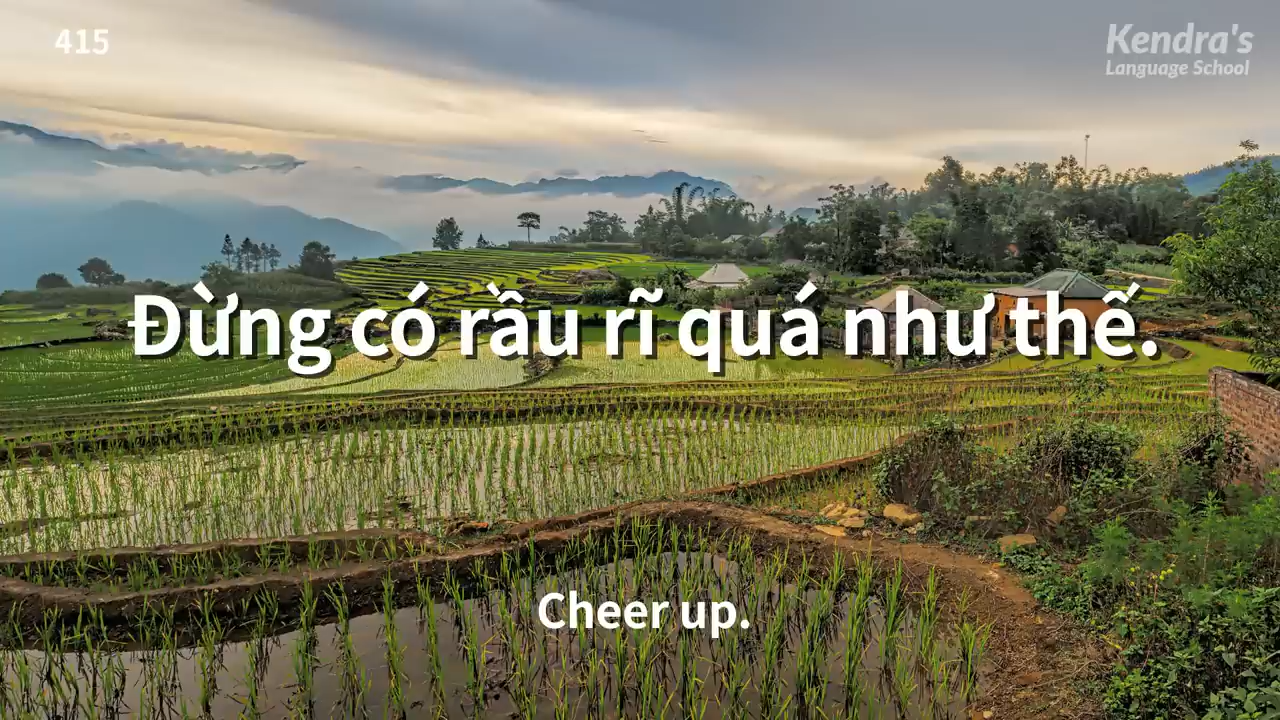 415
Kendra's
Language School
Đừng có rầu rĩ quá như thế.
Cheer up.